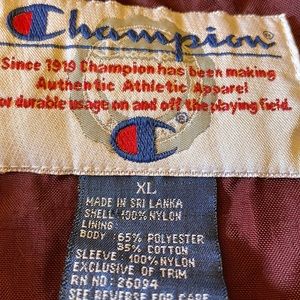 Champion
Since 1919 Champion has been making
Authentic Athletic Apparel
durable usage on and off the playing field.
XL
MADE IN SRI LANKA
SHELL : 100% NYLON
LINING
BODY : 65% POLYESTER
35% COTTON
SLEEVE : 100% NYLON
EXCLUSIVE OF TRIM
RN NO : 26094
SEE REVERSE FOR CARE